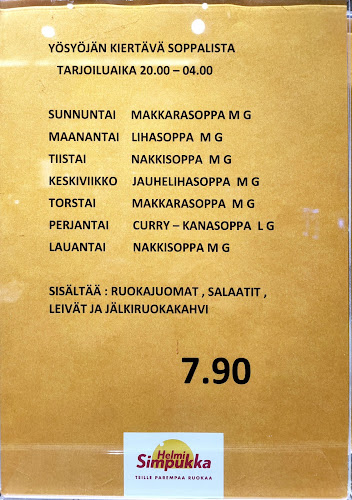 YÖSYÖJÄN KIERTÄVÄ SOPPALISTA
TARJOILUAIKA 20.00 – 04.00
SUNNUNTAI MAKKARASOPPA M G
MAANANTAI LIHASOPPA M G
TIISTAI NAKKISOPPA M G
KESKIVIIKKO JAUHELIHASOPPA M G
TORSTAI MAKKARASOPPA M G
PERJANTAI CURRY – KANASOPPA L G
LAUANTAI NAKKISOPPA M G
SISÄLTÄÄ : RUOKAJUOMAT , SALAATIT ,
LEIVÄT JA JÄLKIRUOKAKAHVI
7.90
Helmi
Simpukka
TEILLE PAREMPAA RUOKAA